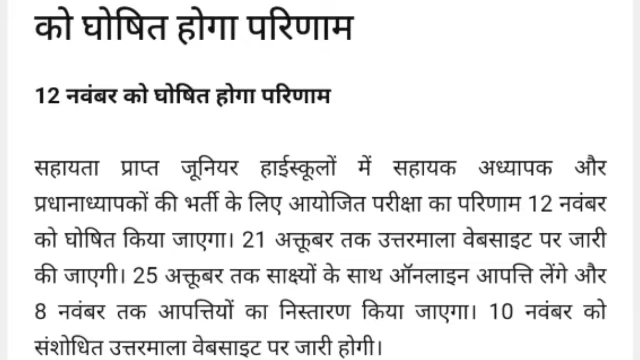 को घोषित होगा परिणाम
12 नवंबर को घोषित होगा परिणाम
सहायता प्राप्त जूनियर हाईस्कूलों में सहायक अध्यापक और
प्रधानाध्यापकों की भर्ती के लिए आयोजित परीक्षा का परिणाम 12 नवंबर
को घोषित किया जाएगा। 21 अक्तूबर तक उत्तरमाला वेबसाइट पर जारी
की जाएगी। 25 अक्तूबर तक साक्ष्यों के साथ ऑनलाइन आपत्ति लेंगे और
8 नवंबर तक आपत्तियों का निस्तारण किया जाएगा। 10 नवंबर को
संशोधित उत्तरमाला वेबसाइट पर जारी होगी।